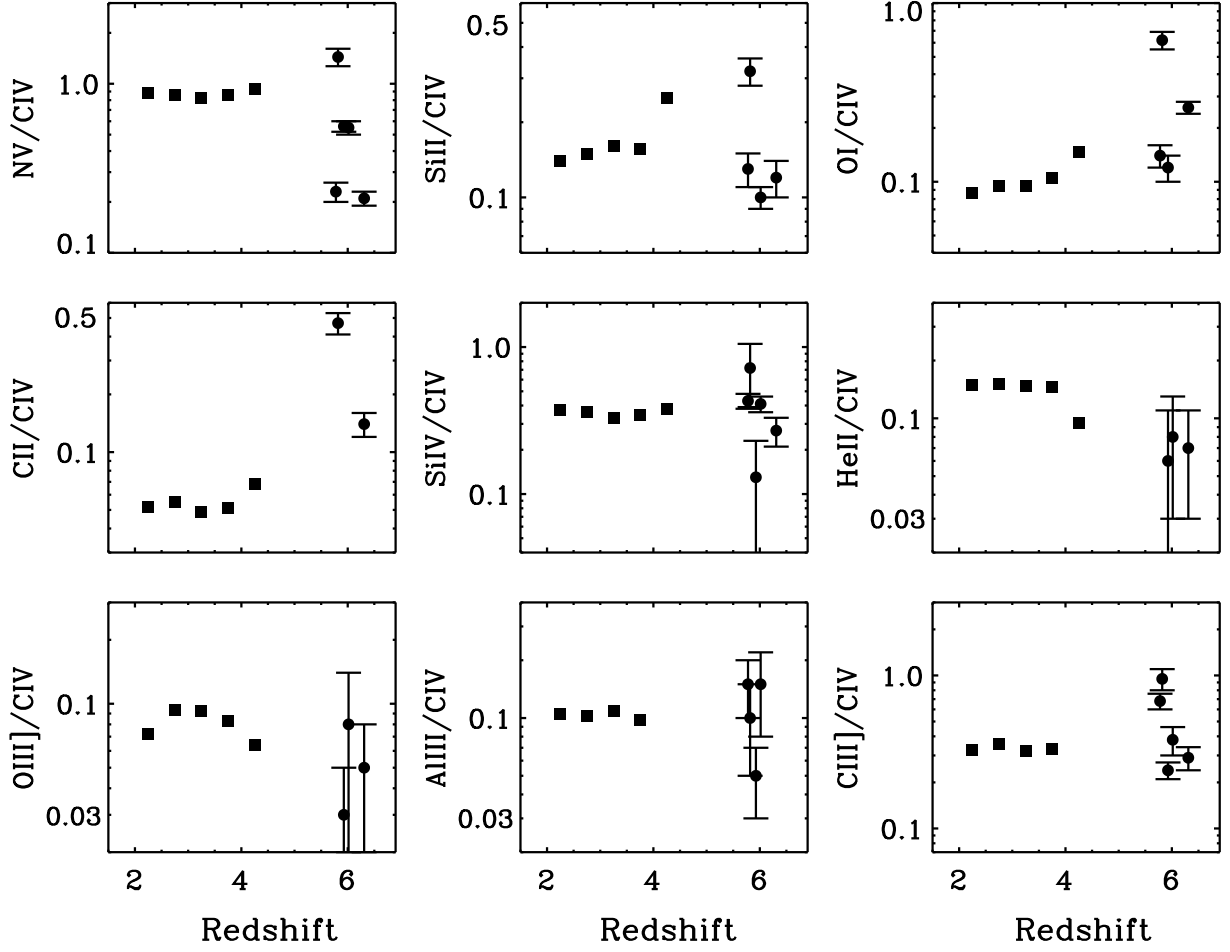 NV/CIV
1.0
0.1
SiII/CIV
0.5
0.1
OI/CIV
1.0
0.1
CII/CIV
0.5
0.1
SiIV/CIV
1.0
0.1
HeII/CIV
0.1
0.03
OIII]/CIV
0.1
0.03
2 4 6
Redshift
AlIII/CIV
0.1
0.03
2 4 6
Redshift
CIII]/CIV
1.0
0.1
2 4 6
Redshift